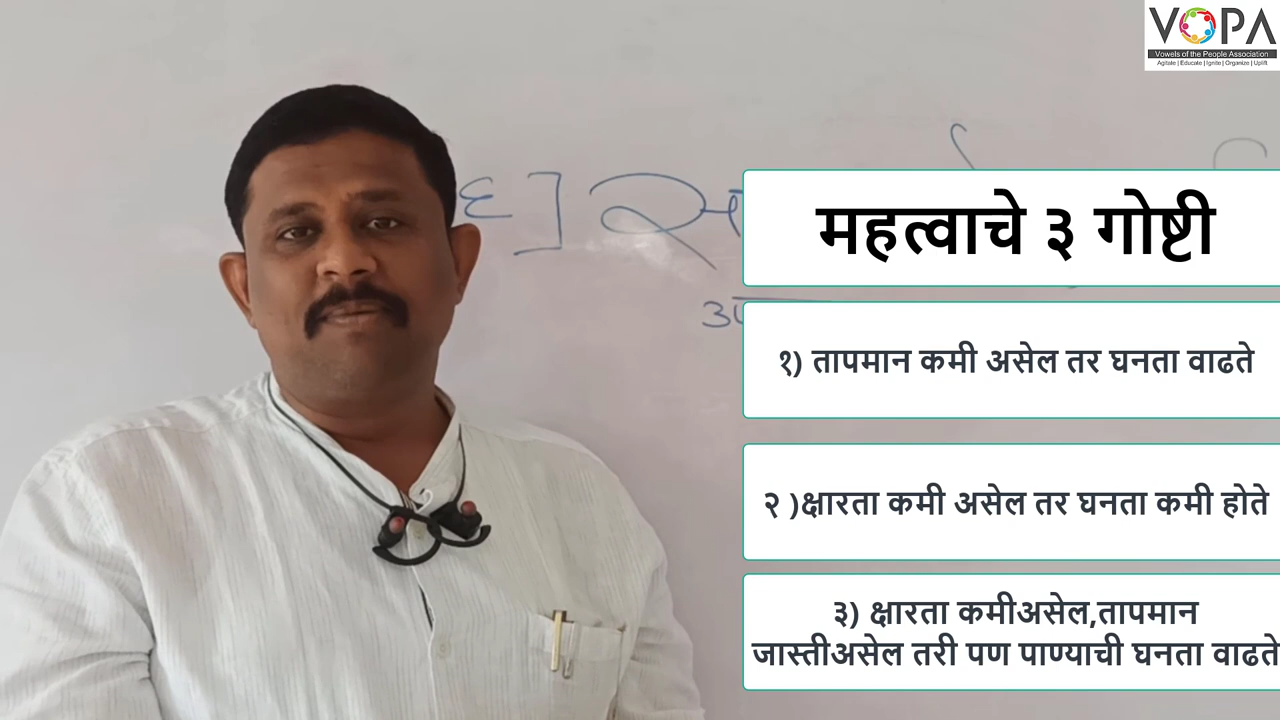 VOPA
Vowels of the People Association
Agitate | Educate | Ignite | Organize | Uplift
६]
महत्वाचे ३ गोष्टी
१) तापमान कमी असेल तर घनता वाढते
२ )क्षारता कमी असेल तर घनता कमी होते
३) क्षारता कमीअसेल,तापमान
जास्तीअसेल तरी पण पाण्याची घनता वाढते